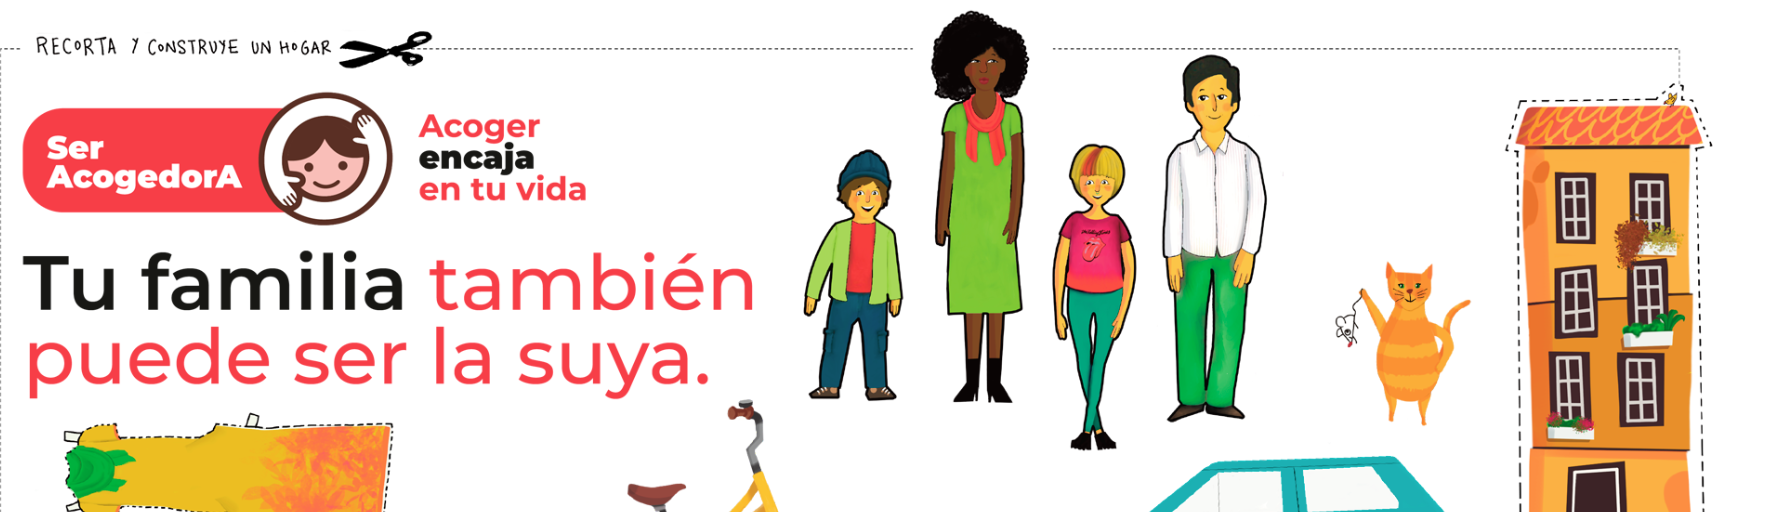 RECORTA Y CONSTRUYE UN HOGAR
Ser
AcogedorA
Acoger
encaja
en tu vida
Tu familia también
puede ser la suya.